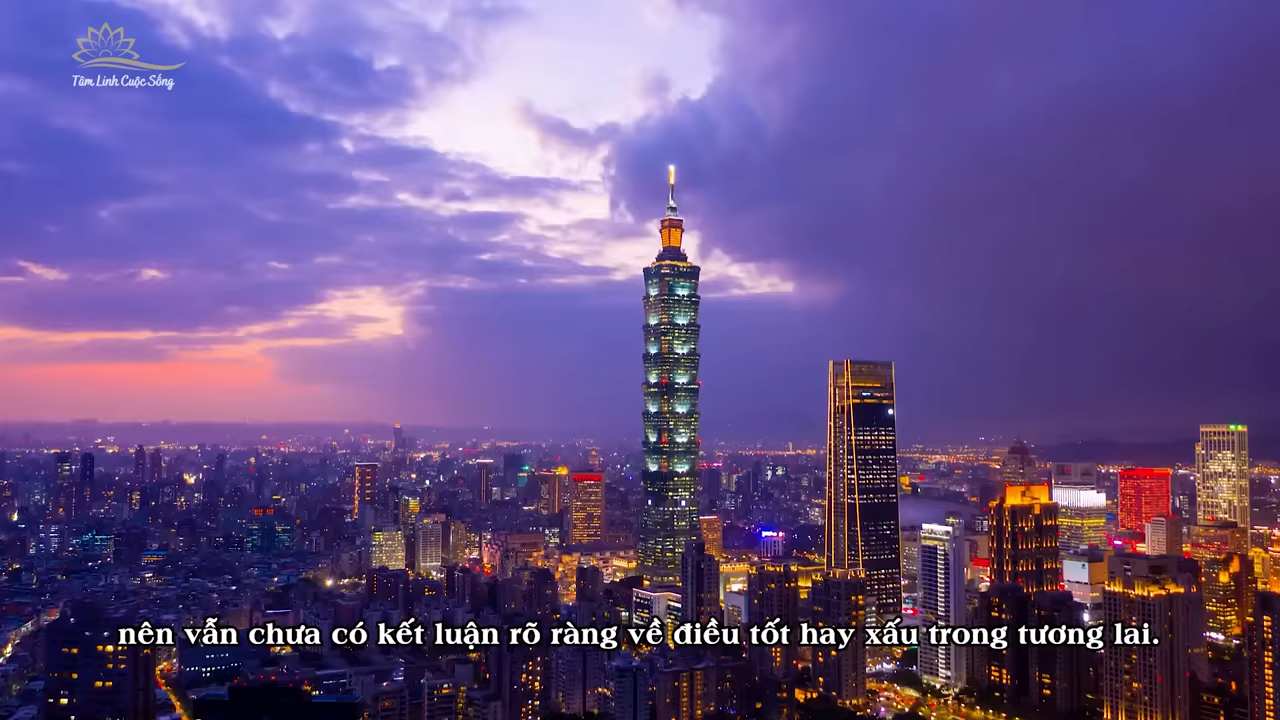 Tâm Linh Cuộc Sống
nên vẫn chưa có kết luận rõ ràng về điều tốt hay xấu trong tương lai.